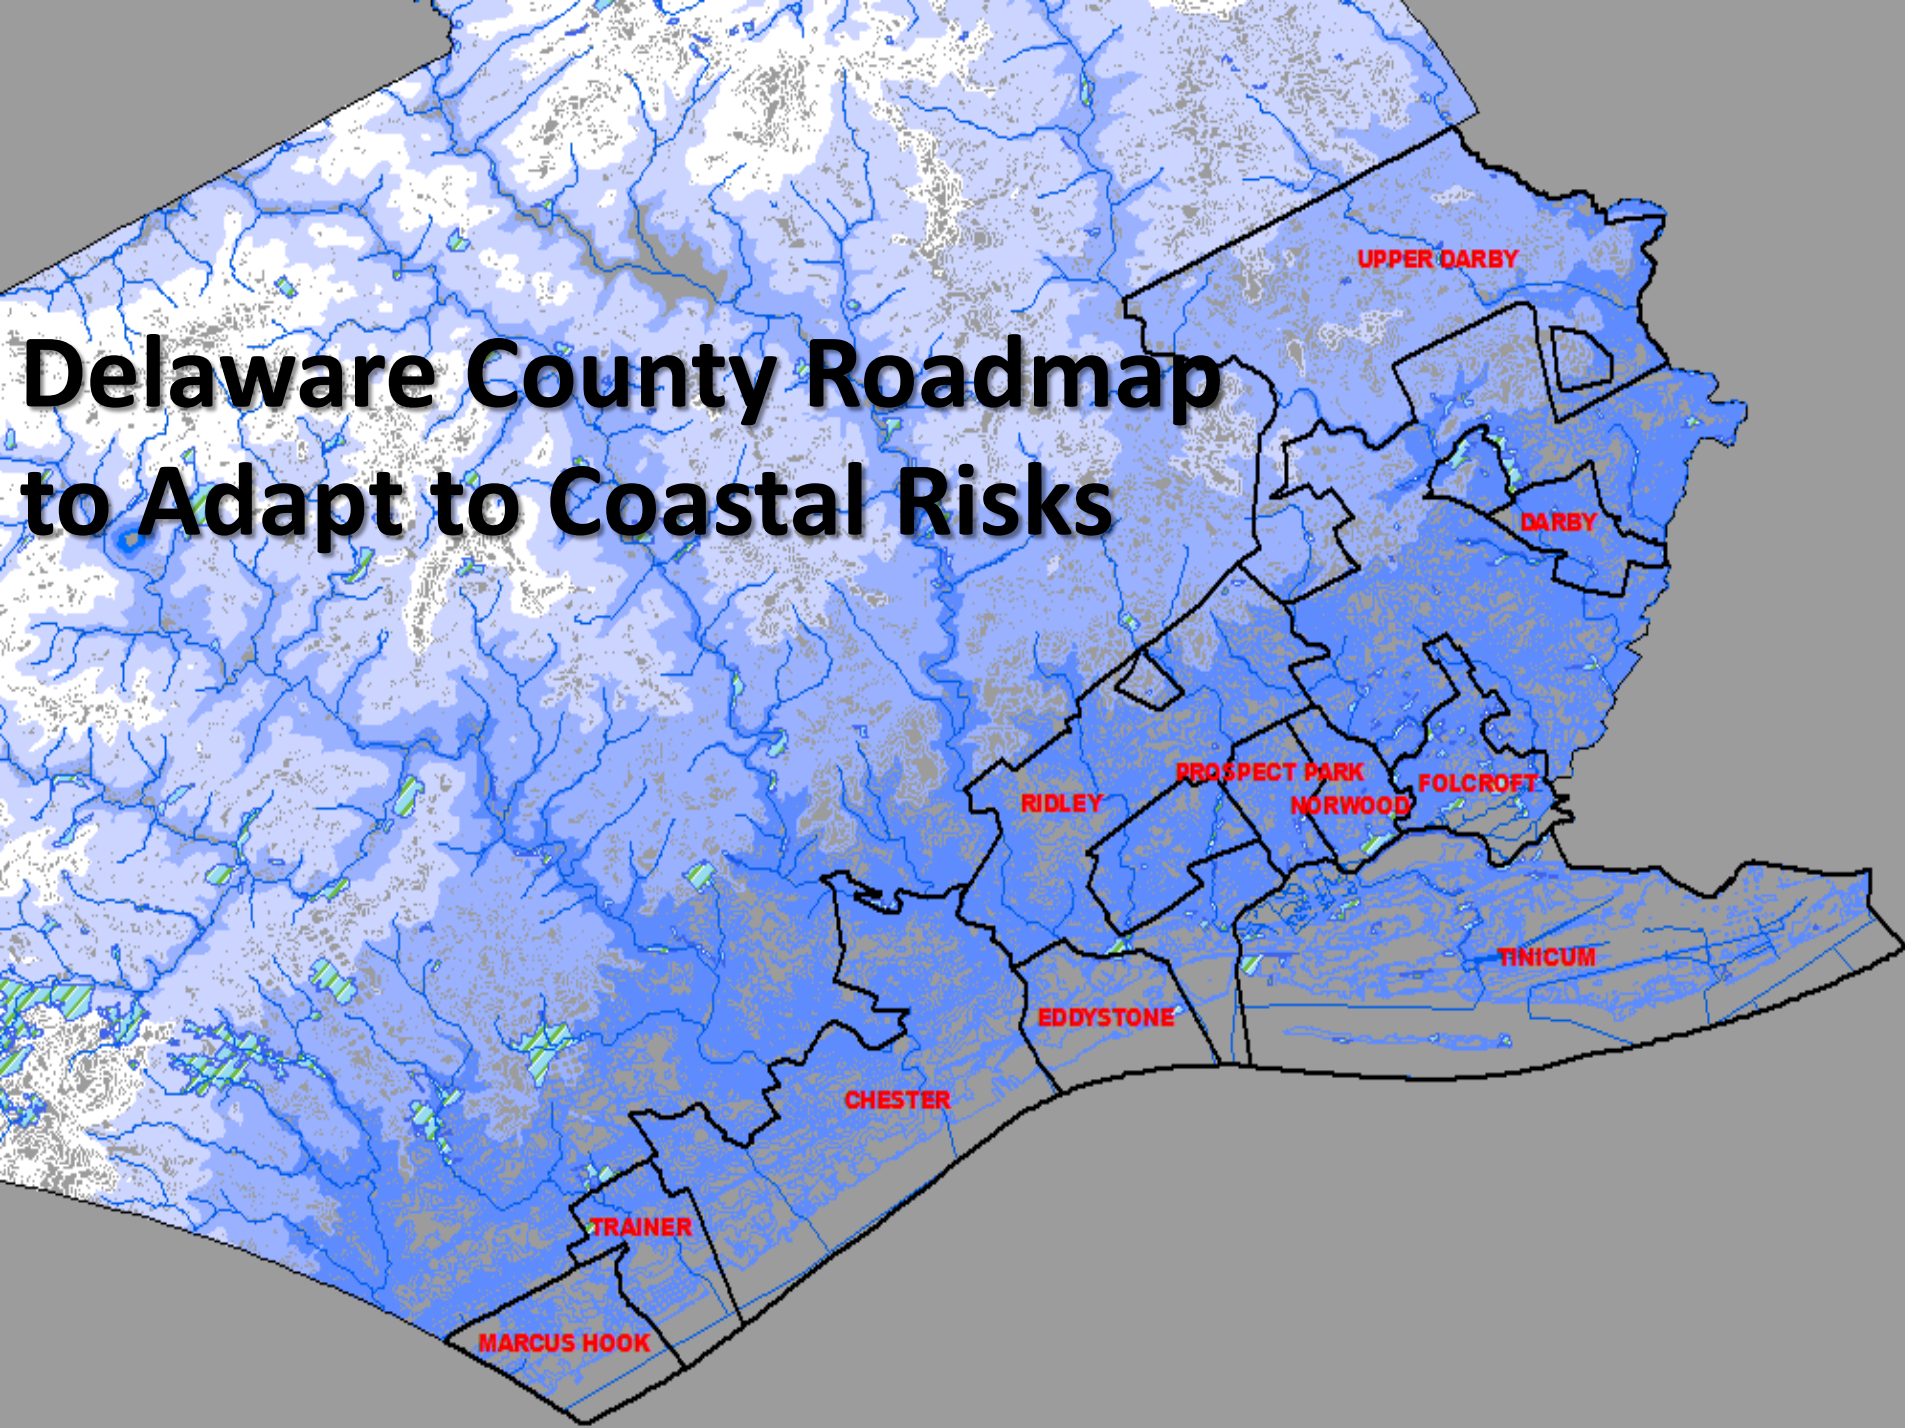 Delaware County Roadmap
to Adapt to Coastal Risks
UPPER DARBY
DARBY
PROSPECT PARK
FOLCROFT
RIDLEY
NORWOOD
TINICUM
EDDYSTONE
CHESTER
TRAINER
MARCUS HOOK